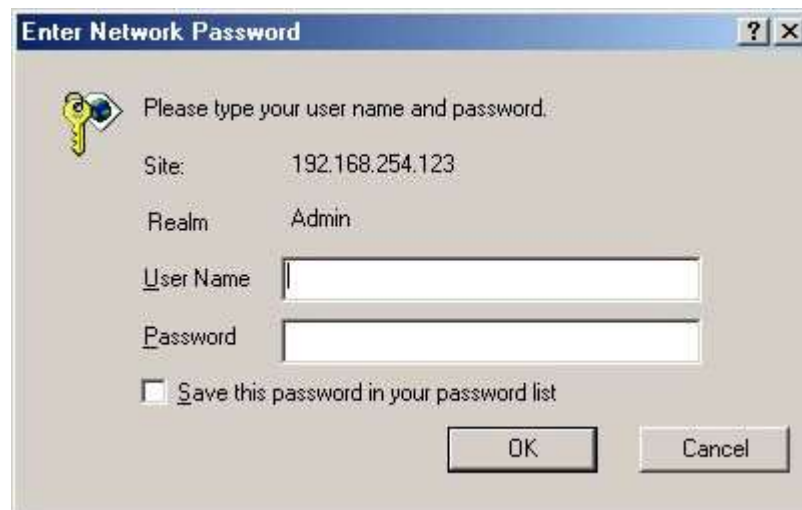 Enter Network Password
Please type your user name and password.
Site: 192.168.254.123
Realm Admin
User Name
Password
Save this password in your password list
OK Cancel